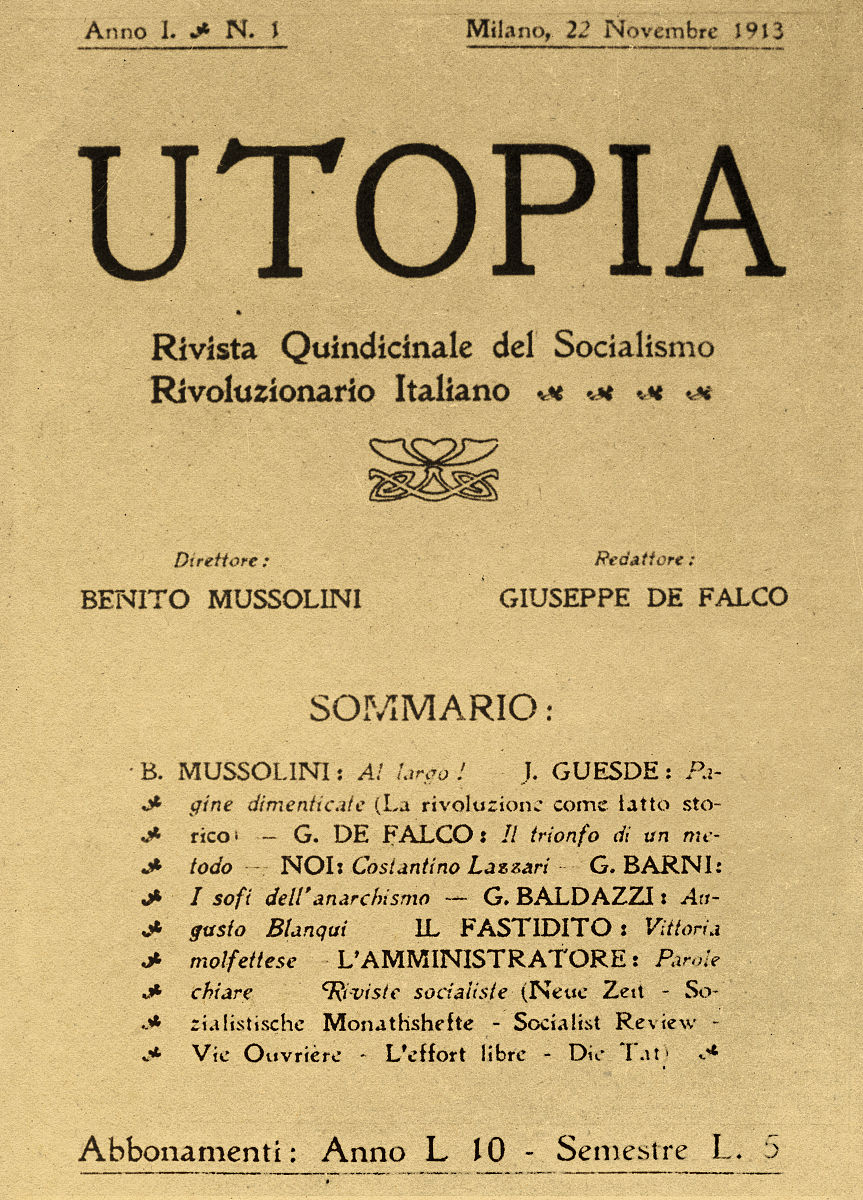 Anno I. N. 1
Milano, 22 Novembre 1913
UTOPIA
Rivista Quindicinale del Socialismo
Rivoluzionario Italiano
Direttore:
BENITO MUSSOLINI
Redattore:
GIUSEPPE DE FALCO
SOMMARIO:
B. MUSSOLINI: Al largo! J. GUESDE: Pa-
gine dimenticate (La rivoluzione come fatto sto-
rico) — G. DE FALCO: Il trionfo di un me-
todo — NOI: Costantino Lazzari - G. BARNI:
I sofi dell'anarchismo — G. BALDAZZI: Au-
gusto Blanqui IL FASTIDITO: Vittoria
molfettese - L'AMMINISTRATORE: Parole
chiare Riviste socialiste (Neue Zeit - So-
zialistische Monathshefte - Socialist Review -
Vie Ouvrière - L'effort libre - Die Tat)
Abbonamenti: Anno L 10 - Semestre L. 5